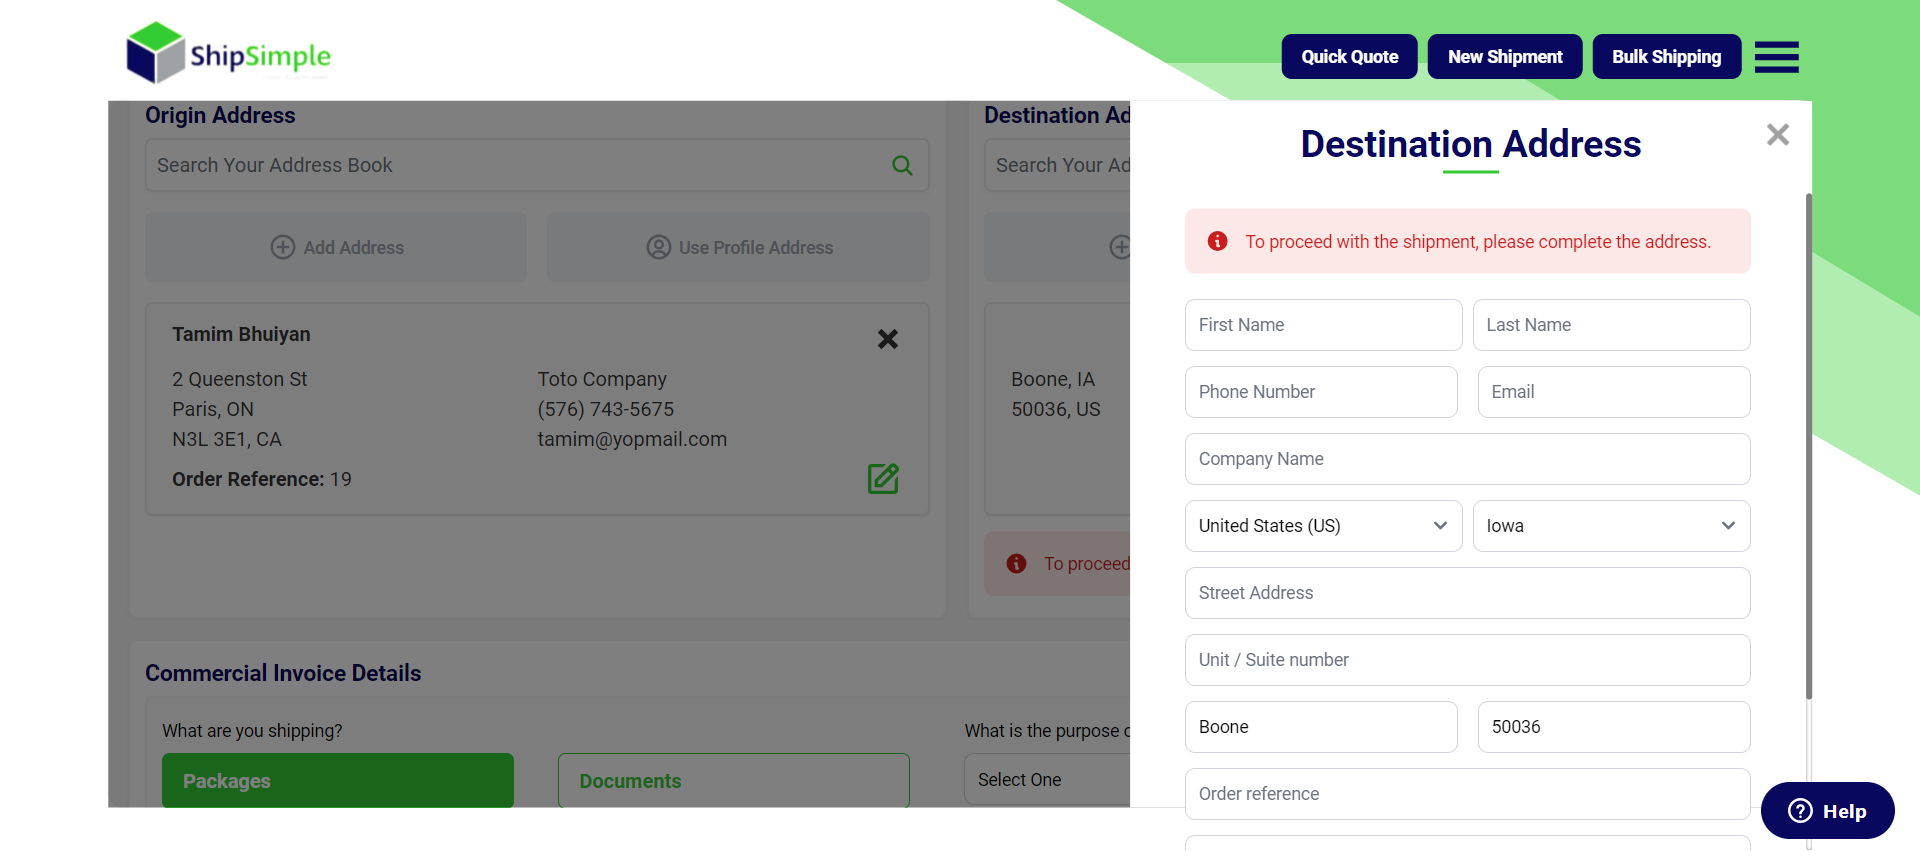 ShipSimple
Quick Quote
New Shipment
Bulk Shipping
Origin Address
Search Your Address Book
Add Address
Use Profile Address
Tamim Bhuiyan
2 Queenston St
Paris, ON
N3L 3E1, CA
Toto Company
(576) 743-5675
tamim@yopmail.com
Order Reference: 19
Destination Ad
Search Your Ad
Boone, IA
50036, US
To proceed
Commercial Invoice Details
What are you shipping?
Packages
Documents
What is the purpose
Select One
Destination Address
To proceed with the shipment, please complete the address.
First Name
Last Name
Phone Number
Email
Company Name
United States (US)
Iowa
Street Address
Unit / Suite number
Boone
50036
Order reference
Help